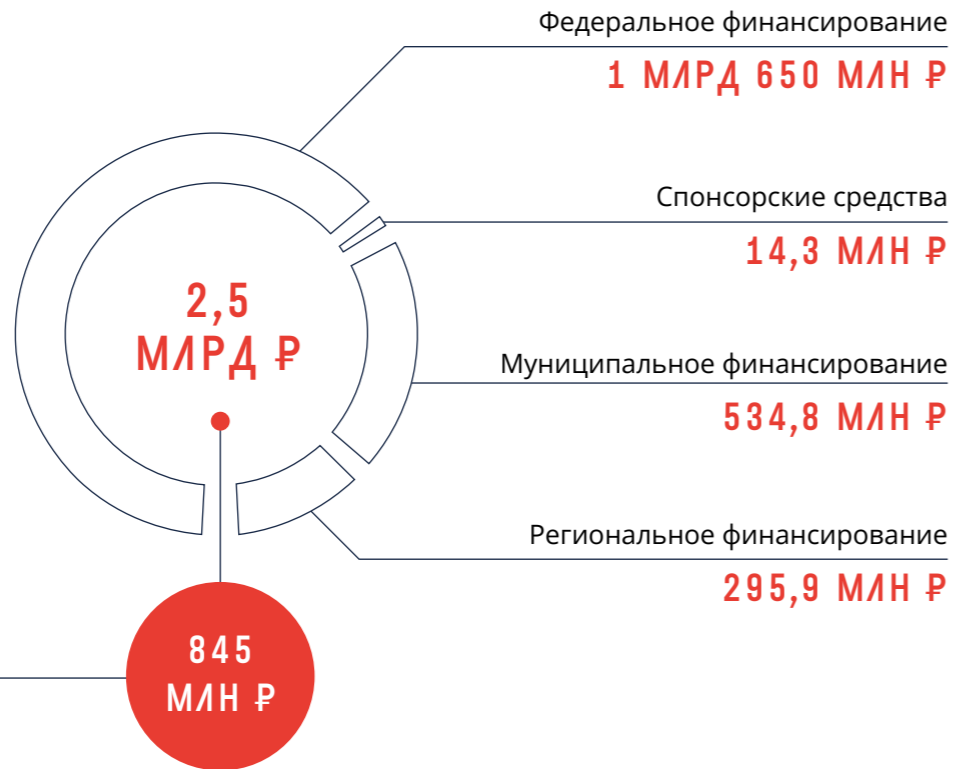 Федеральное финансирование
1 МЛРД 650 МЛН ₽
Спонсорские средства
14,3 МЛН ₽
2,5
МЛРД ₽
Муниципальное финансирование
534,8 МЛН ₽
Региональное финансирование
295,9 МЛН ₽
845
МЛН ₽